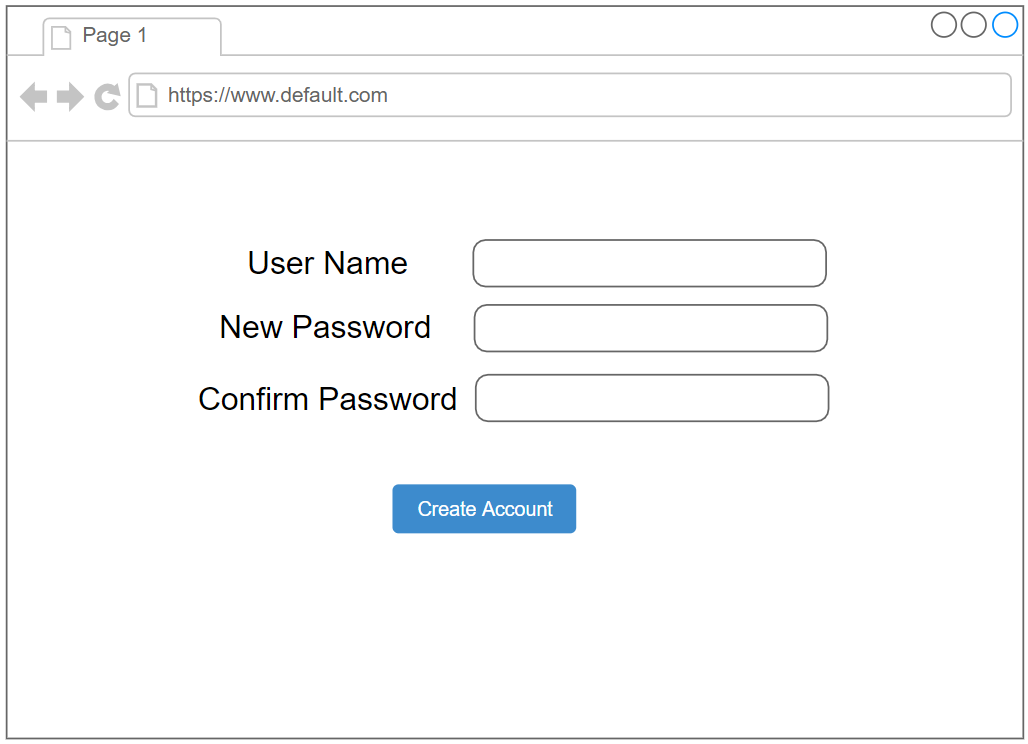 Page 1
https://www.default.com
User Name
New Password
Confirm Password
Create Account